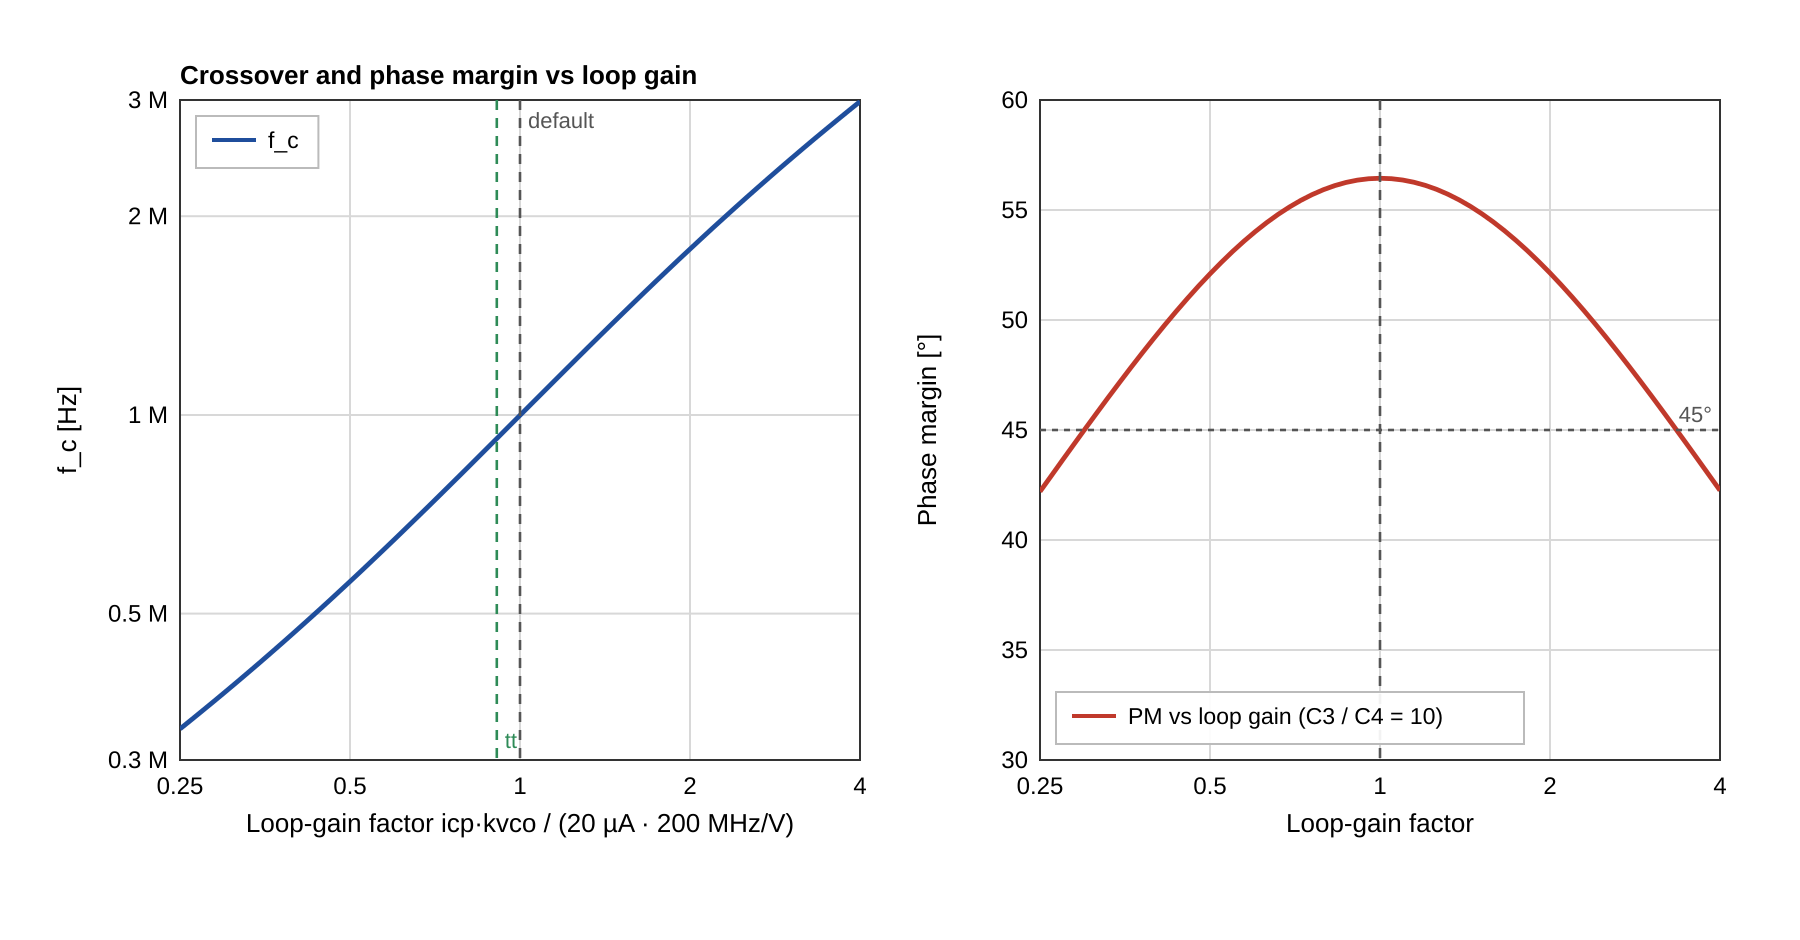 Crossover and phase margin vs loop gain
3 M
2 M
1 M
0.5 M
0.3 M
f_c [Hz]
f_c
default
tt
0.25
0.5
1
2
4
Loop-gain factor icp·kvco / (20 µA · 200 MHz/V)
60
55
50
45
40
35
30
Phase margin [°]
45°
PM vs loop gain (C3 / C4 = 10)
0.25
0.5
1
2
4
Loop-gain factor